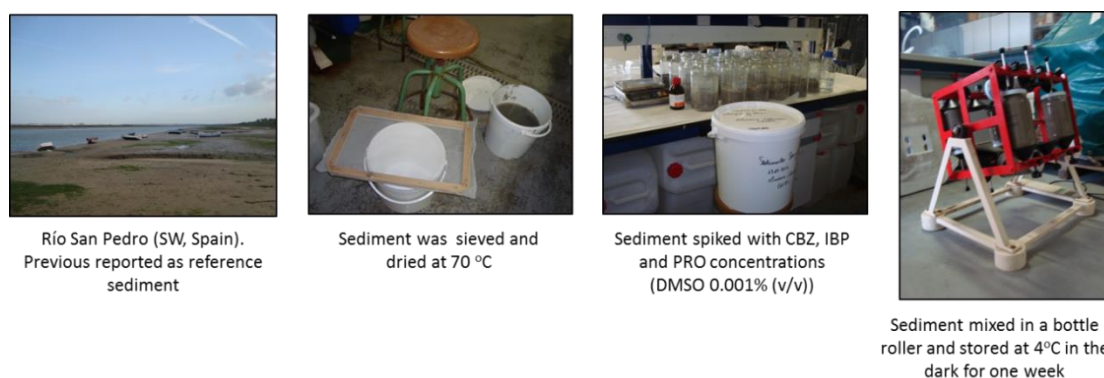 Río San Pedro (SW, Spain).
Previous reported as reference
sediment
Sediment was sieved and
dried at 70 ºC
Sediment spiked with CBZ, IBP
and PRO concentrations
(DMSO 0.001% (v/v))
Sediment mixed in a bottle
roller and stored at 4ºC in the
dark for one week